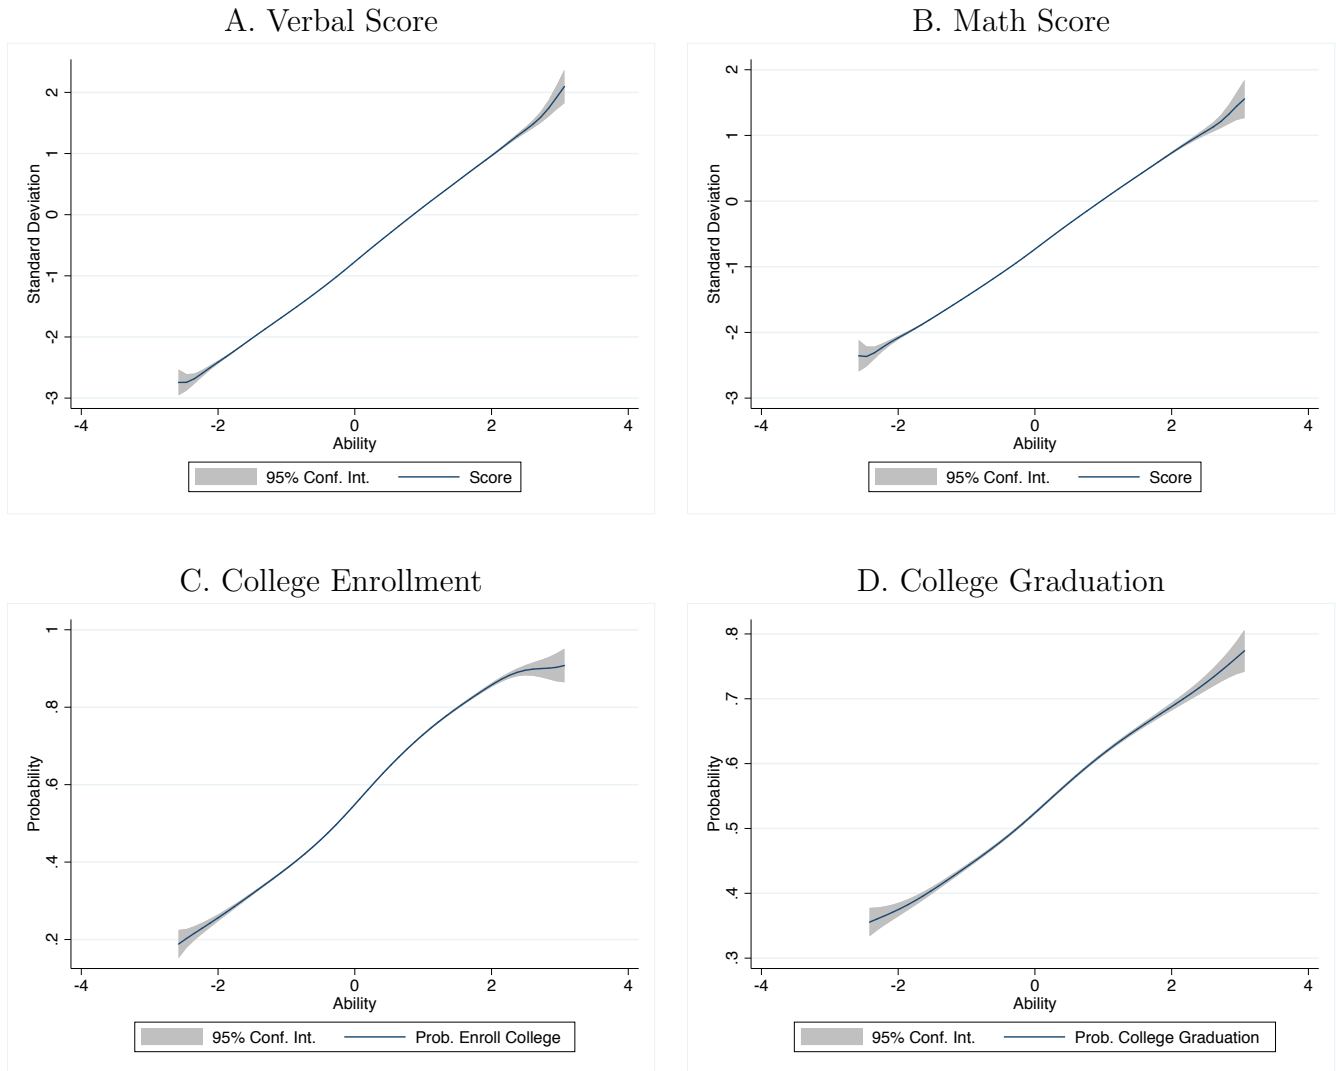 A. Verbal Score
B. Math Score
Standard Deviation
2
1
0
-1
-2
-3
-4 -2 0 2 4
Ability
95% Conf. Int. Score
Standard Deviation
2
1
0
-1
-2
-3
-4 -2 0 2 4
Ability
95% Conf. Int. Score
C. College Enrollment
D. College Graduation
Probability
1
.8
.6
.4
.2
-4 -2 0 2 4
Ability
95% Conf. Int. Prob. Enroll College
Probability
.8
.7
.6
.5
.4
.3
-4 -2 0 2 4
Ability
95% Conf. Int. Prob. College Graduation